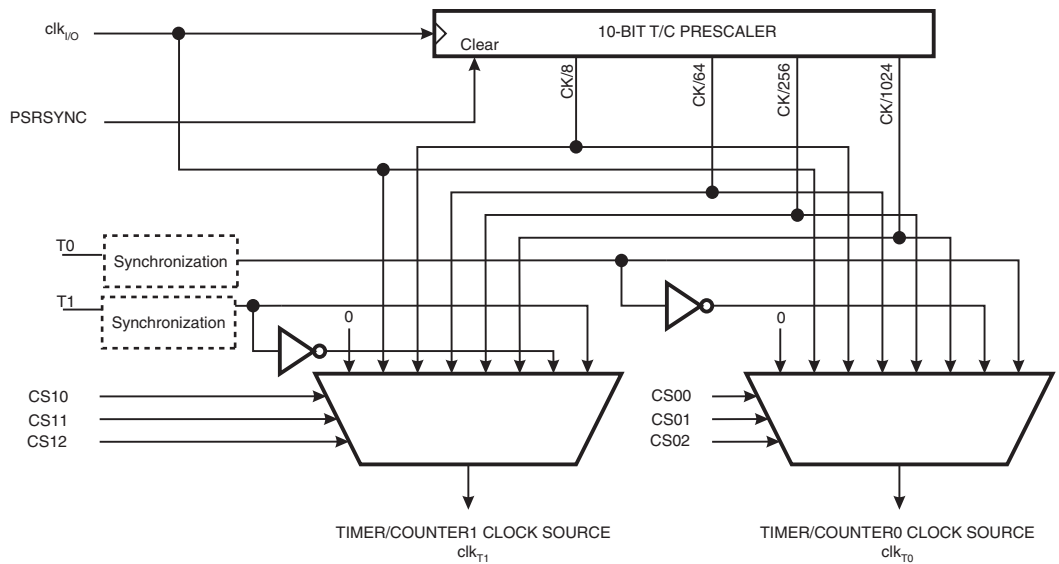 clkI/O
10-BIT T/C PRESCALER
Clear
PSRSYNC
CK/8
CK/64
CK/256
CK/1024
T0
Synchronization
T1
Synchronization
0
0
CS10
CS11
CS12
CS00
CS01
CS02
TIMER/COUNTER1 CLOCK SOURCE
clkT1
TIMER/COUNTER0 CLOCK SOURCE
clkT0